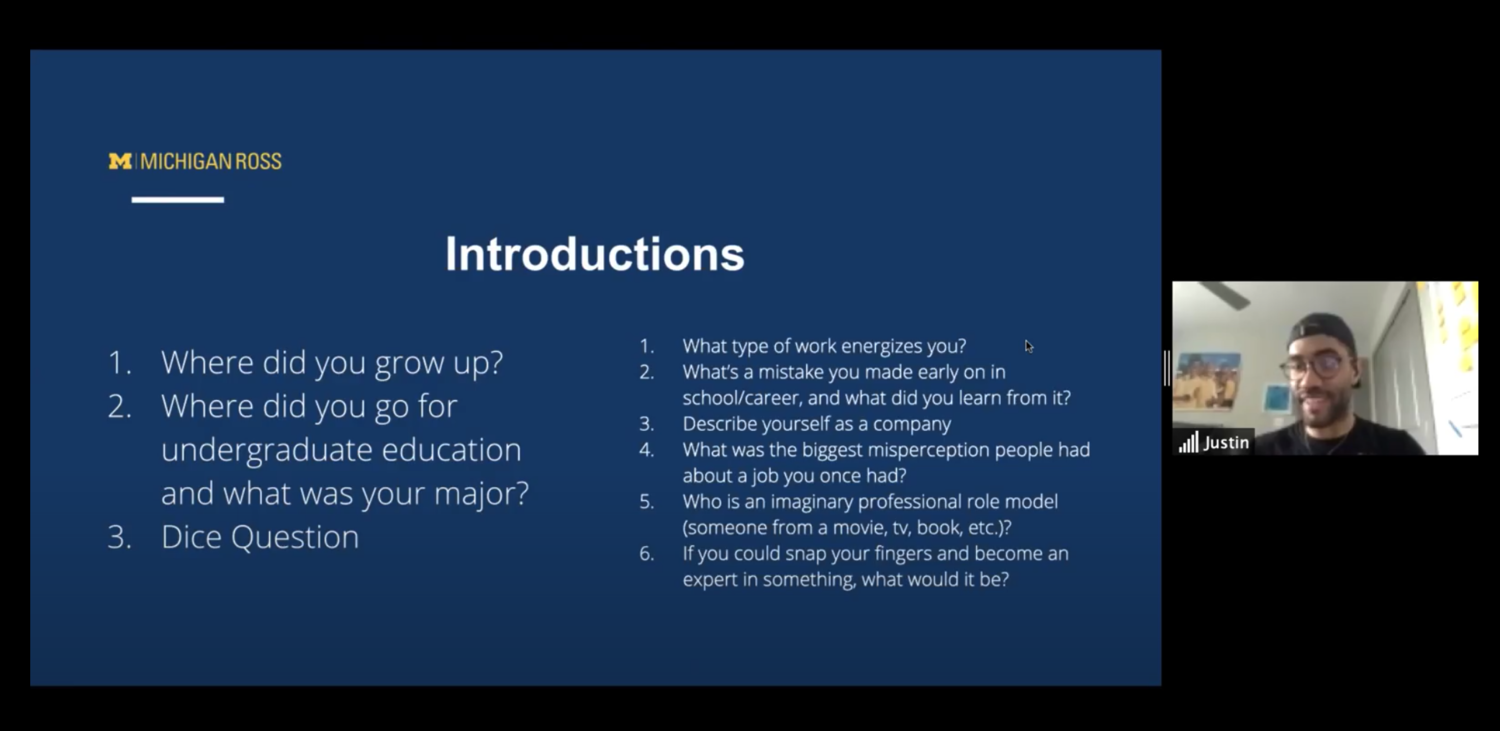 M | MICHIGAN ROSS
Introductions
1. Where did you grow up?
2. Where did you go for
undergraduate education
and what was your major?
3. Dice Question
1. What type of work energizes you?
2. What's a mistake you made early on in
school/career, and what did you learn from it?
3. Describe yourself as a company
4. What was the biggest misperception people had
about a job you once had?
5. Who is an imaginary professional role model
(someone from a movie, tv, book, etc.)?
6. If you could snap your fingers and become an
expert in something, what would it be?
Justin